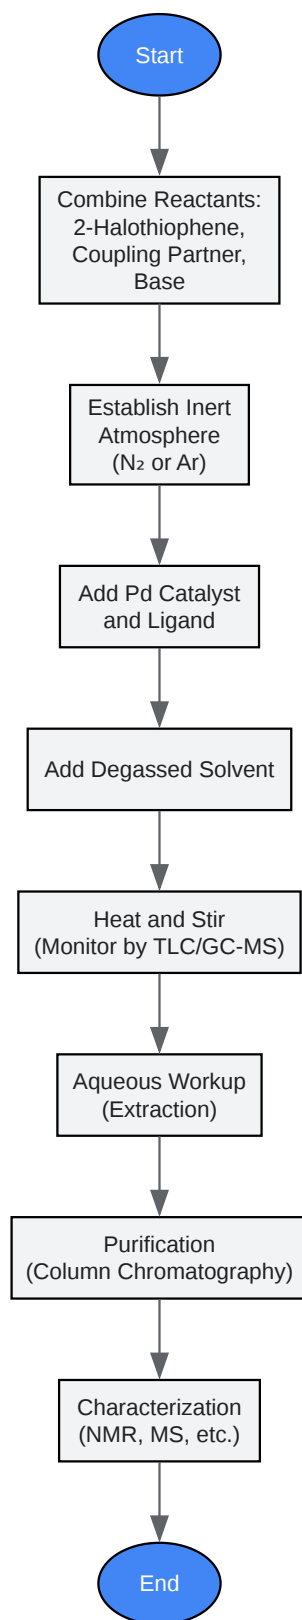 Start
Combine Reactants:
2-Halothiophene,
Coupling Partner,
Base
Establish Inert
Atmosphere
(N₂ or Ar)
Add Pd Catalyst
and Ligand
Add Degassed Solvent
Heat and Stir
(Monitor by TLC/GC-MS)
Aqueous Workup
(Extraction)
Purification
(Column Chromatography)
Characterization
(NMR, MS, etc.)
End